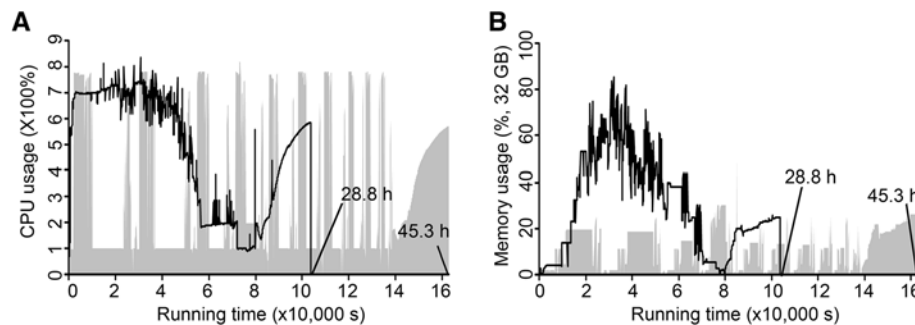 A
CPU usage (X100%)
9
8
7
6
5
4
3
2
1
0
0 2 4 6 8 10 12 14 16
Running time (x10,000 s)
28.8 h
45.3 h
B
Memory usage (%, 32 GB)
100
80
60
40
20
0
0 2 4 6 8 10 12 14 16
Running time (x10,000 s)
28.8 h
45.3 h